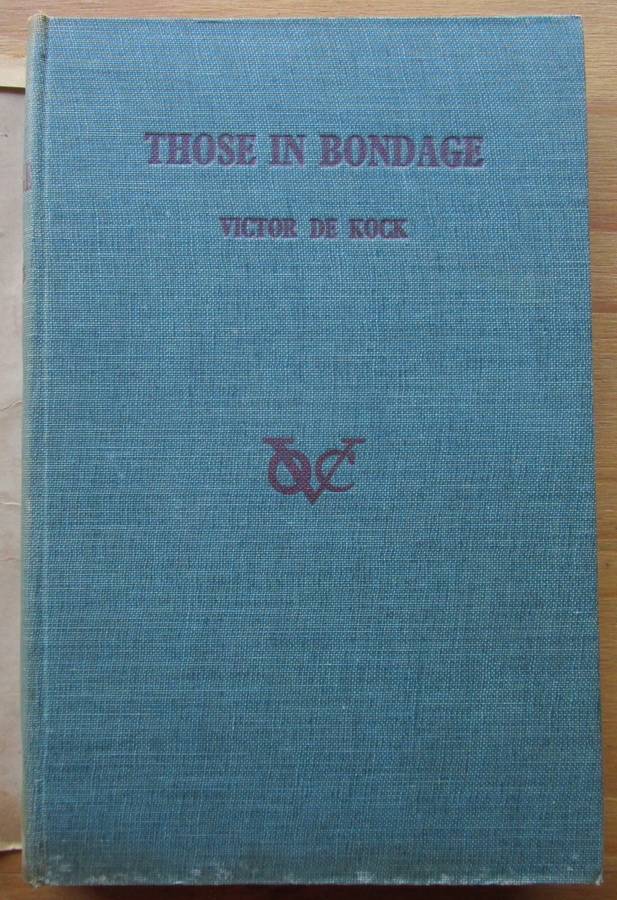 THOSE IN BONDAGE
VICTOR DE KOCK
VOC